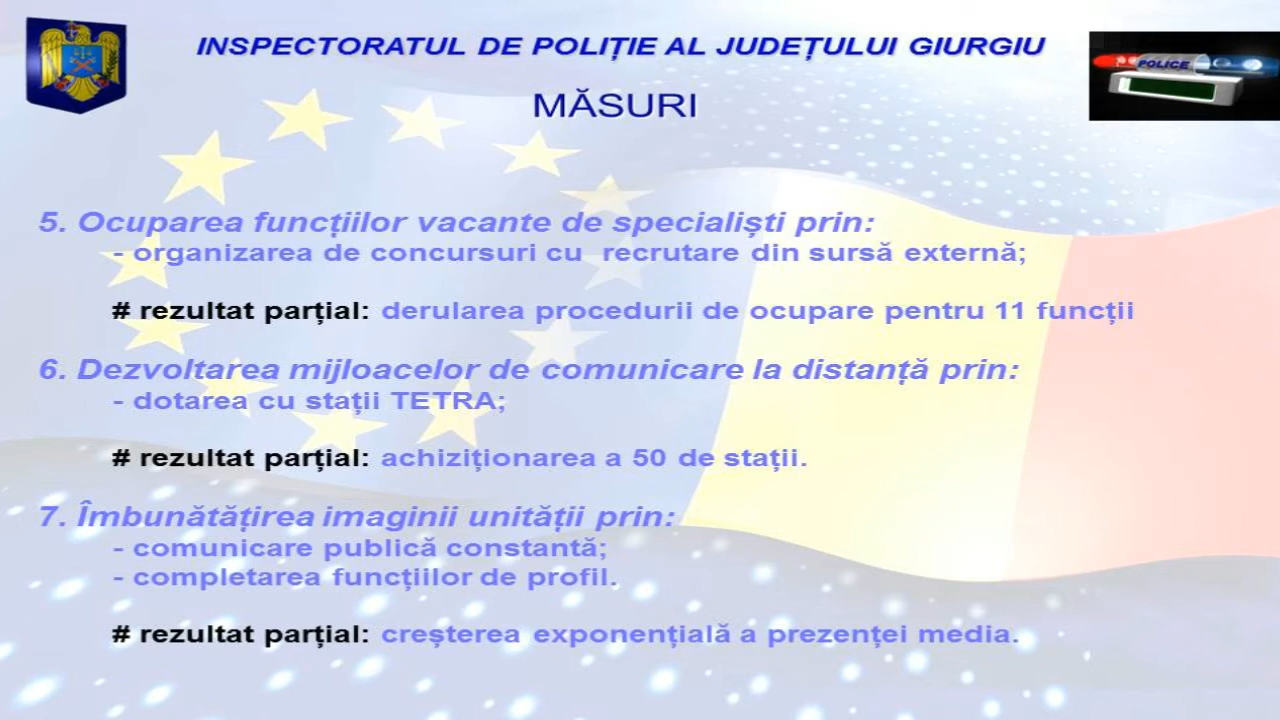 INSPECTORATUL DE POLIȚIE AL JUDEȚULUI GIURGIU
POLICE
MĂSURI
5. Ocuparea funcțiilor vacante de specialiști prin:
- organizarea de concursuri cu recrutare din sursă externă;
# rezultat parțial: derularea procedurii de ocupare pentru 11 funcții
6. Dezvoltarea mijloacelor de comunicare la distanță prin:
- dotarea cu stații TETRA;
# rezultat parțial: achiziționarea a 50 de stații.
7. Îmbunătățirea imaginii unității prin:
- comunicare publică constantă;
- completarea funcțiilor de profil.
# rezultat parțial: creșterea exponențială a prezenței media.